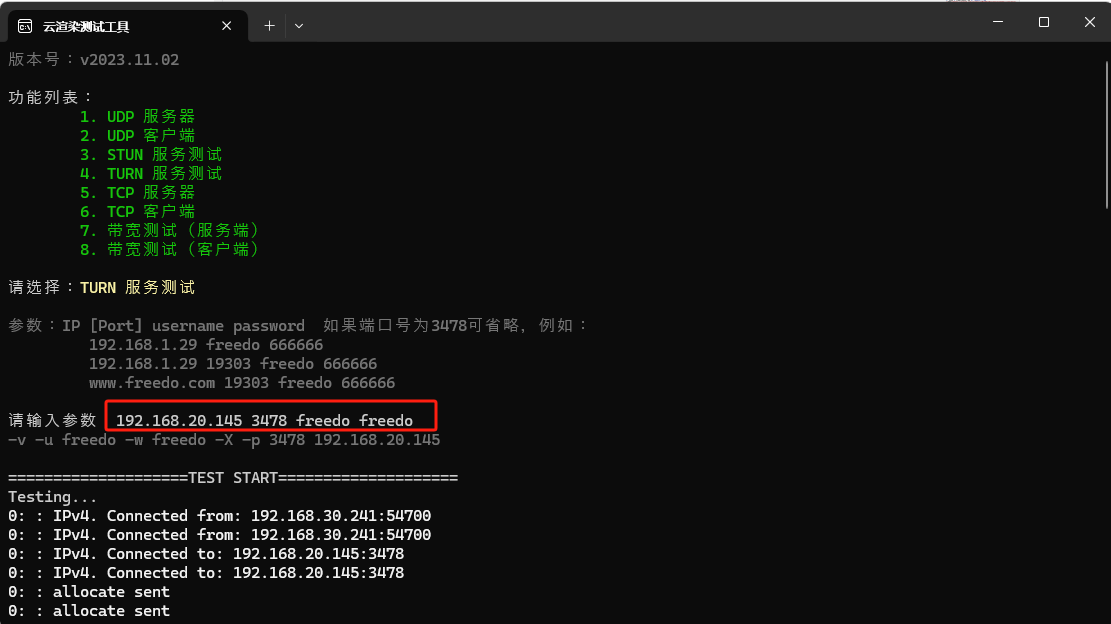 云渲染测试工具
版本号：v2023.11.02
功能列表：
1. UDP 服务器
2. UDP 客户端
3. STUN 服务测试
4. TURN 服务测试
5. TCP 服务器
6. TCP 客户端
7. 带宽测试（服务端）
8. 带宽测试（客户端）
请选择：TURN 服务测试
参数：IP [Port] username password  如果端口号为3478可省略，例如：
192.168.1.29 freedo 666666
192.168.1.29 19303 freedo 666666
www.freedo.com 19303 freedo 666666
请输入参数 192.168.20.145 3478 freedo freedo
-v -u freedo -w freedo -X -p 3478 192.168.20.145
====================TEST START====================
Testing...
0: : IPv4. Connected from: 192.168.30.241:54700
0: : IPv4. Connected from: 192.168.30.241:54700
0: : IPv4. Connected to: 192.168.20.145:3478
0: : IPv4. Connected to: 192.168.20.145:3478
0: : allocate sent
0: : allocate sent